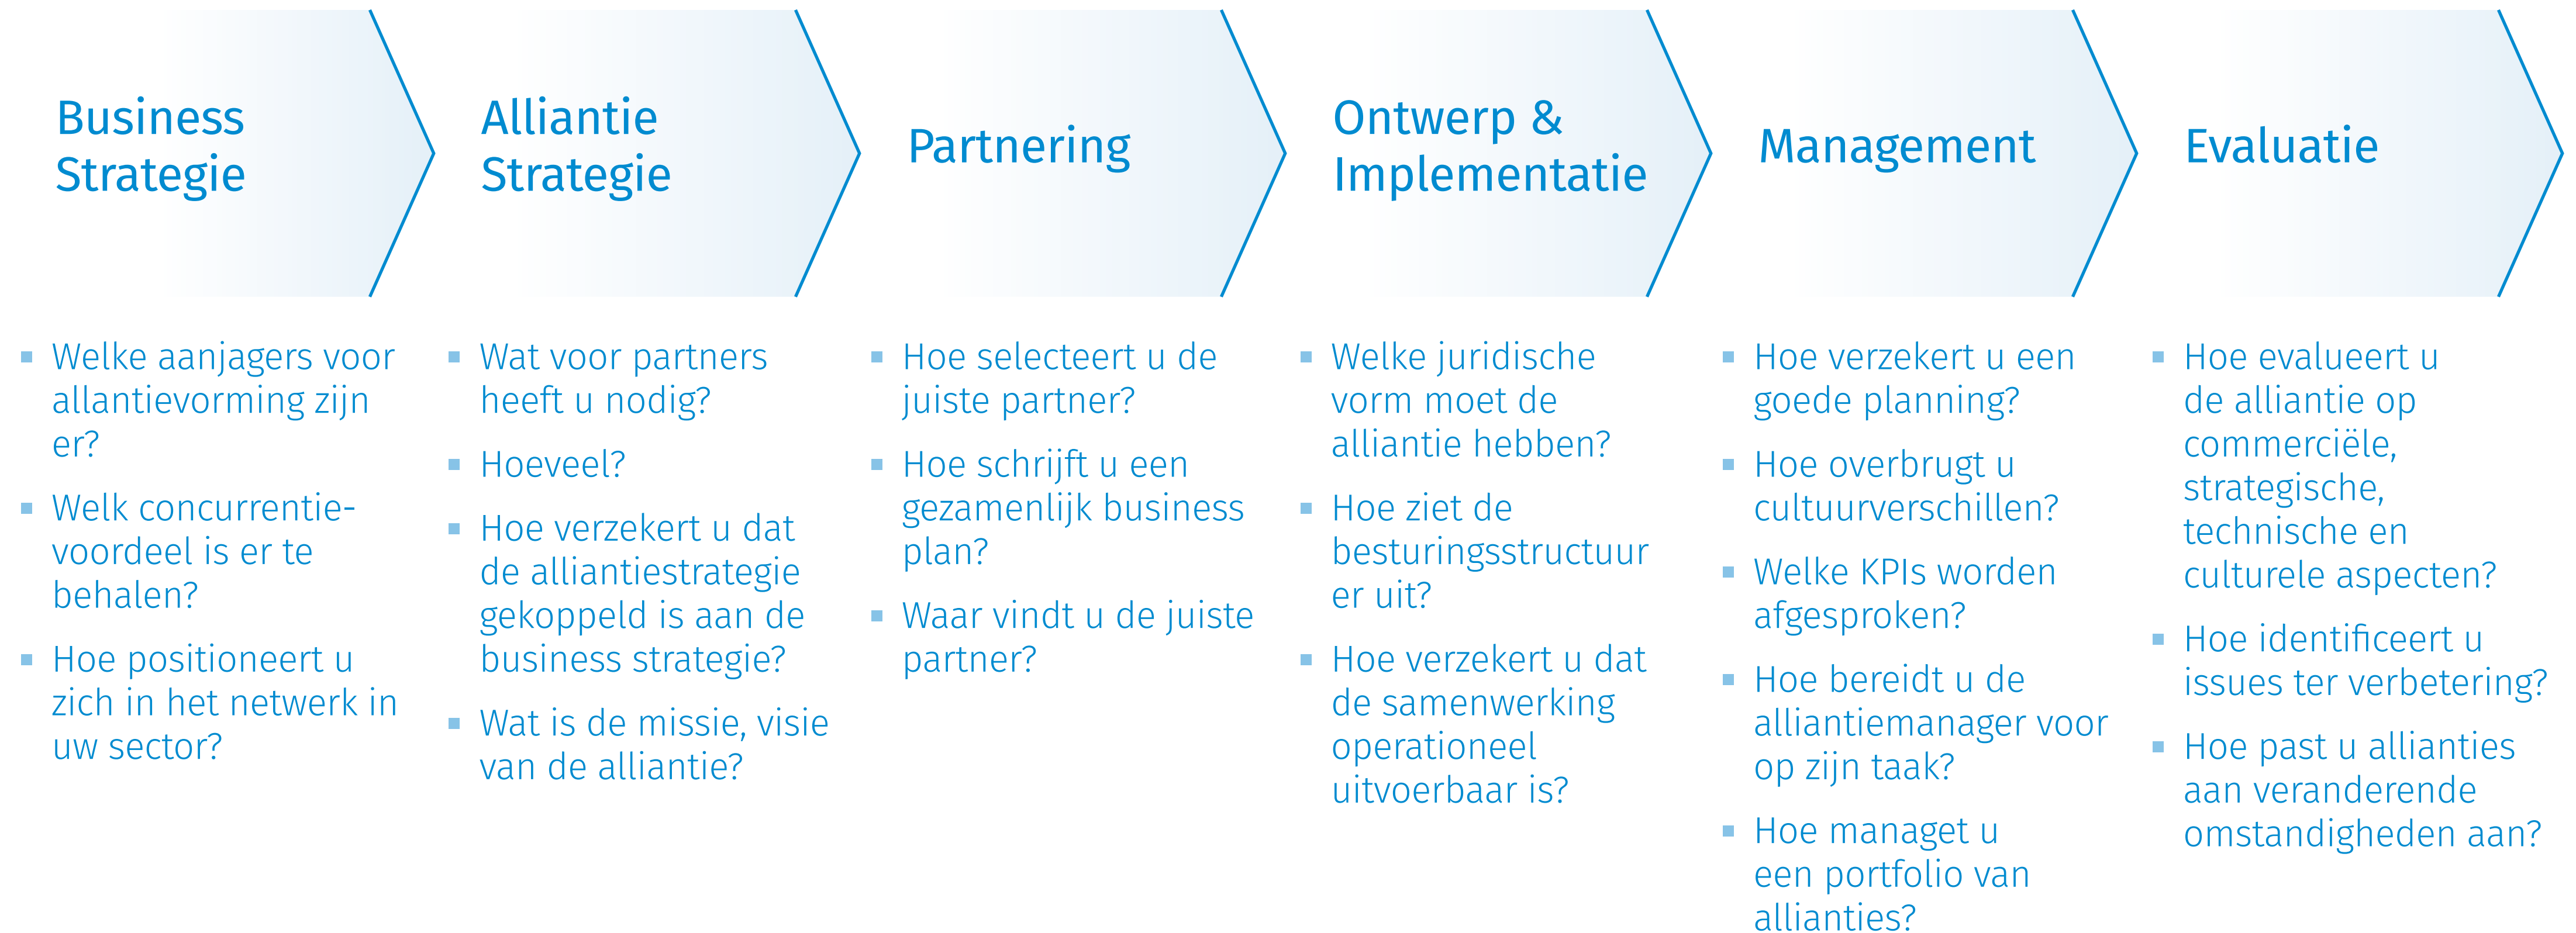 Business
Strategie
Alliantie
Strategie
Partnering
Ontwerp &
Implementatie
Management
Evaluatie
Welke aanjagers voor
allantievorming zijn
er?
Welk concurrentie-
voordeel is er te
behalen?
Hoe positioneert u
zich in het netwerk in
uw sector?
Wat voor partners
heeft u nodig?
Hoeveel?
Hoe verzekert u dat
de alliantiestrategie
gekoppeld is aan de
business strategie?
Wat is de missie, visie
van de alliantie?
Hoe selecteert u de
juiste partner?
Hoe schrijft u een
gezamenlijk business
plan?
Waar vindt u de juiste
partner?
Welke juridische
vorm moet de
alliantie hebben?
Hoe ziet de
besturingsstructuur
er uit?
Hoe verzekert u dat
de samenwerking
operationeel
uitvoerbaar is?
Hoe verzekert u een
goede planning?
Hoe overbrugt u
cultuurverschillen?
Welke KPIs worden
afgesproken?
Hoe bereidt u de
alliantiemanager voor
op zijn taak?
Hoe managet u
een portfolio van
allianties?
Hoe evalueert u
de alliantie op
commerciële,
strategische,
technische en
culturele aspecten?
Hoe identificeert u
issues ter verbetering?
Hoe past u allianties
aan veranderende
omstandigheden aan?